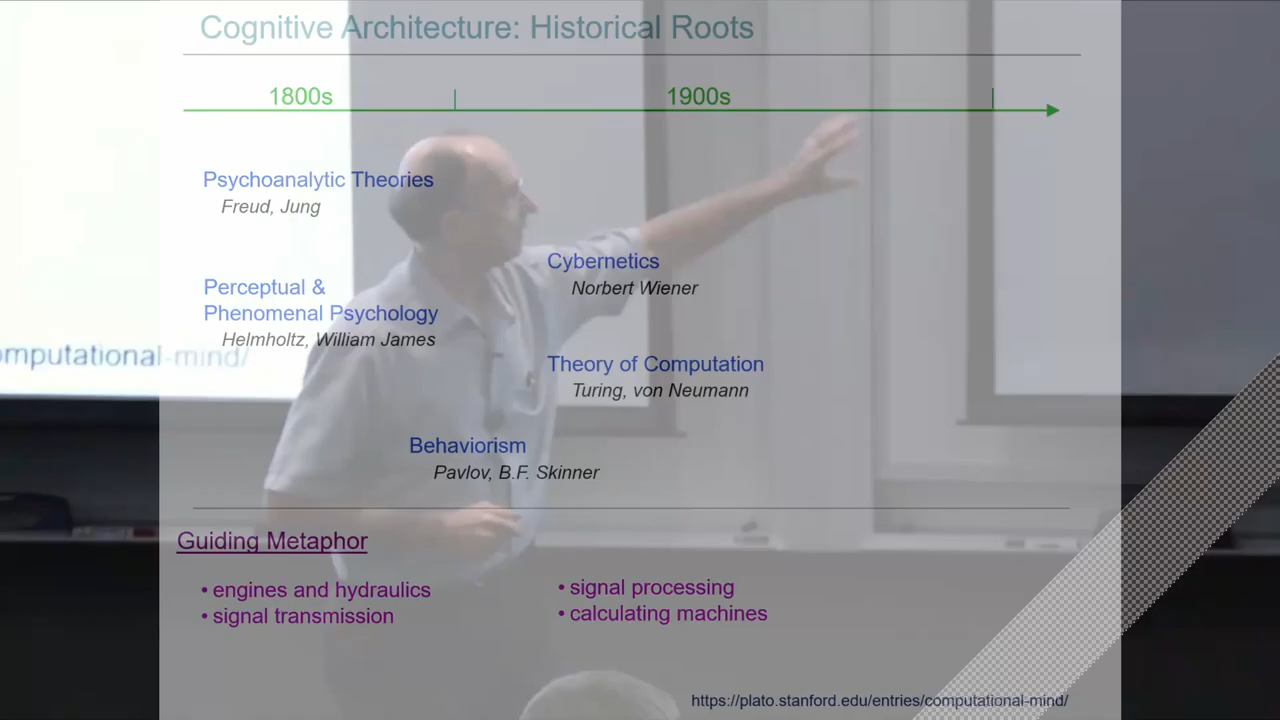 Cognitive Architecture: Historical Roots
1800s
1900s
Psychoanalytic Theories
Freud, Jung
Cybernetics
Norbert Wiener
Perceptual &
Phenomenal Psychology
Helmholtz, William James
omputational-mind/
Theory of Computation
Turing, von Neumann
Behaviorism
Pavlov, B.F. Skinner
Guiding Metaphor
• engines and hydraulics
• signal transmission
• signal processing
• calculating machines
https://plato.stanford.edu/entries/computational-mind/